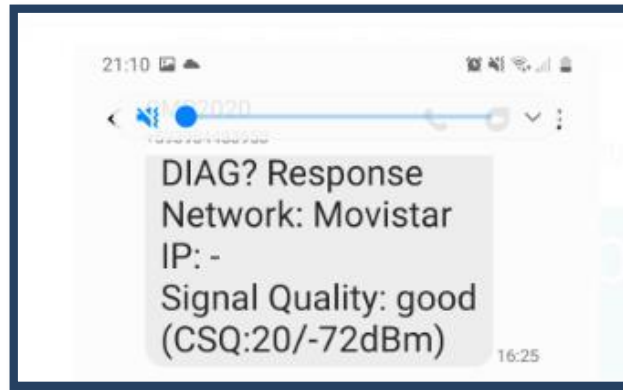 21:10
DIAG? Response
Network: Movistar
IP: -
Signal Quality: good
(CSQ:20/-72dBm)
16:25